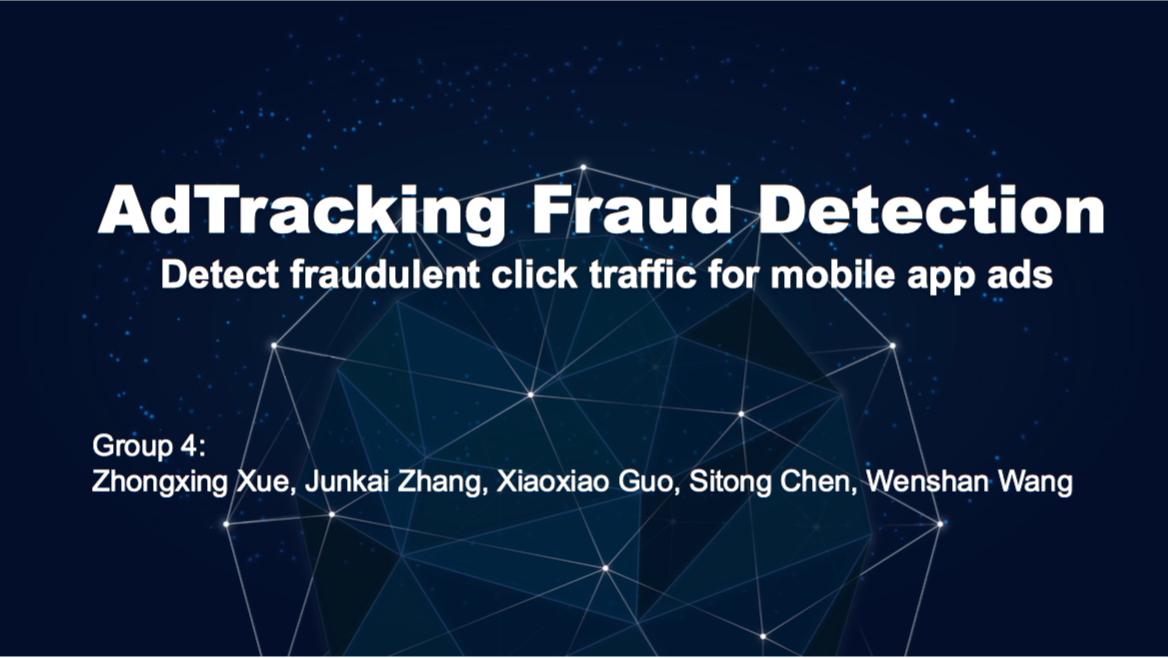 AdTracking Fraud Detection
Detect fraudulent click traffic for mobile app ads
Group 4:
Zhongxing Xue, Junkai Zhang, Xiaoxiao Guo, Sitong Chen, Wenshan Wang